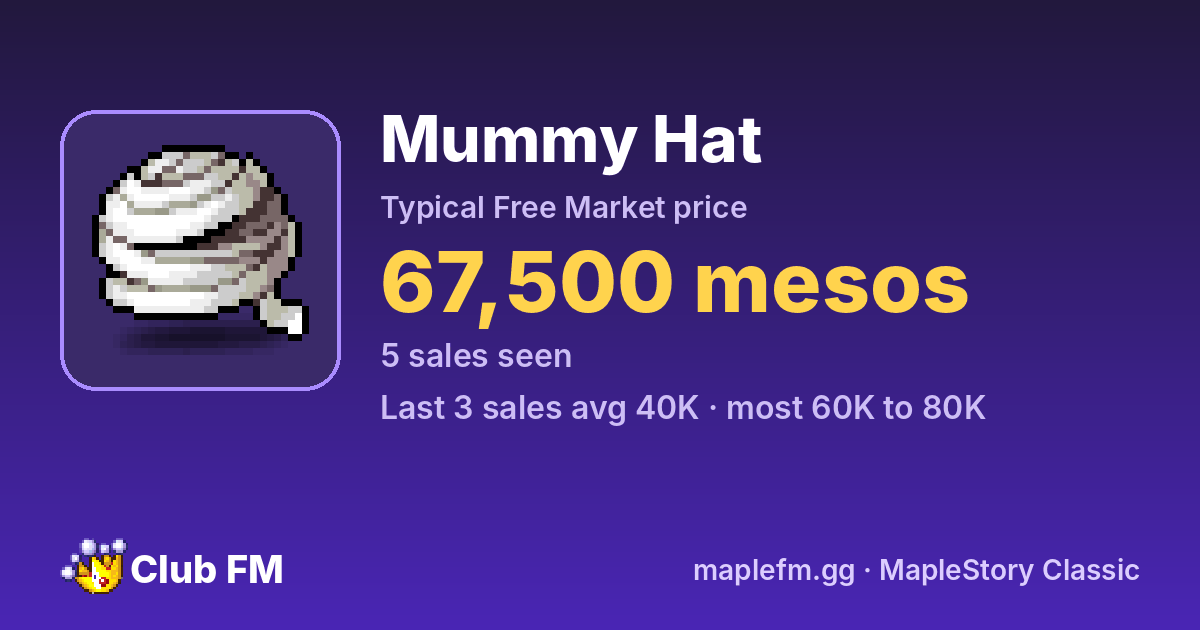 Mummy Hat
Typical Free Market price
67,500 mesos
5 sales seen
Last 3 sales avg 40K · most 60K to 80K
Club FM
maplefm.gg · MapleStory Classic